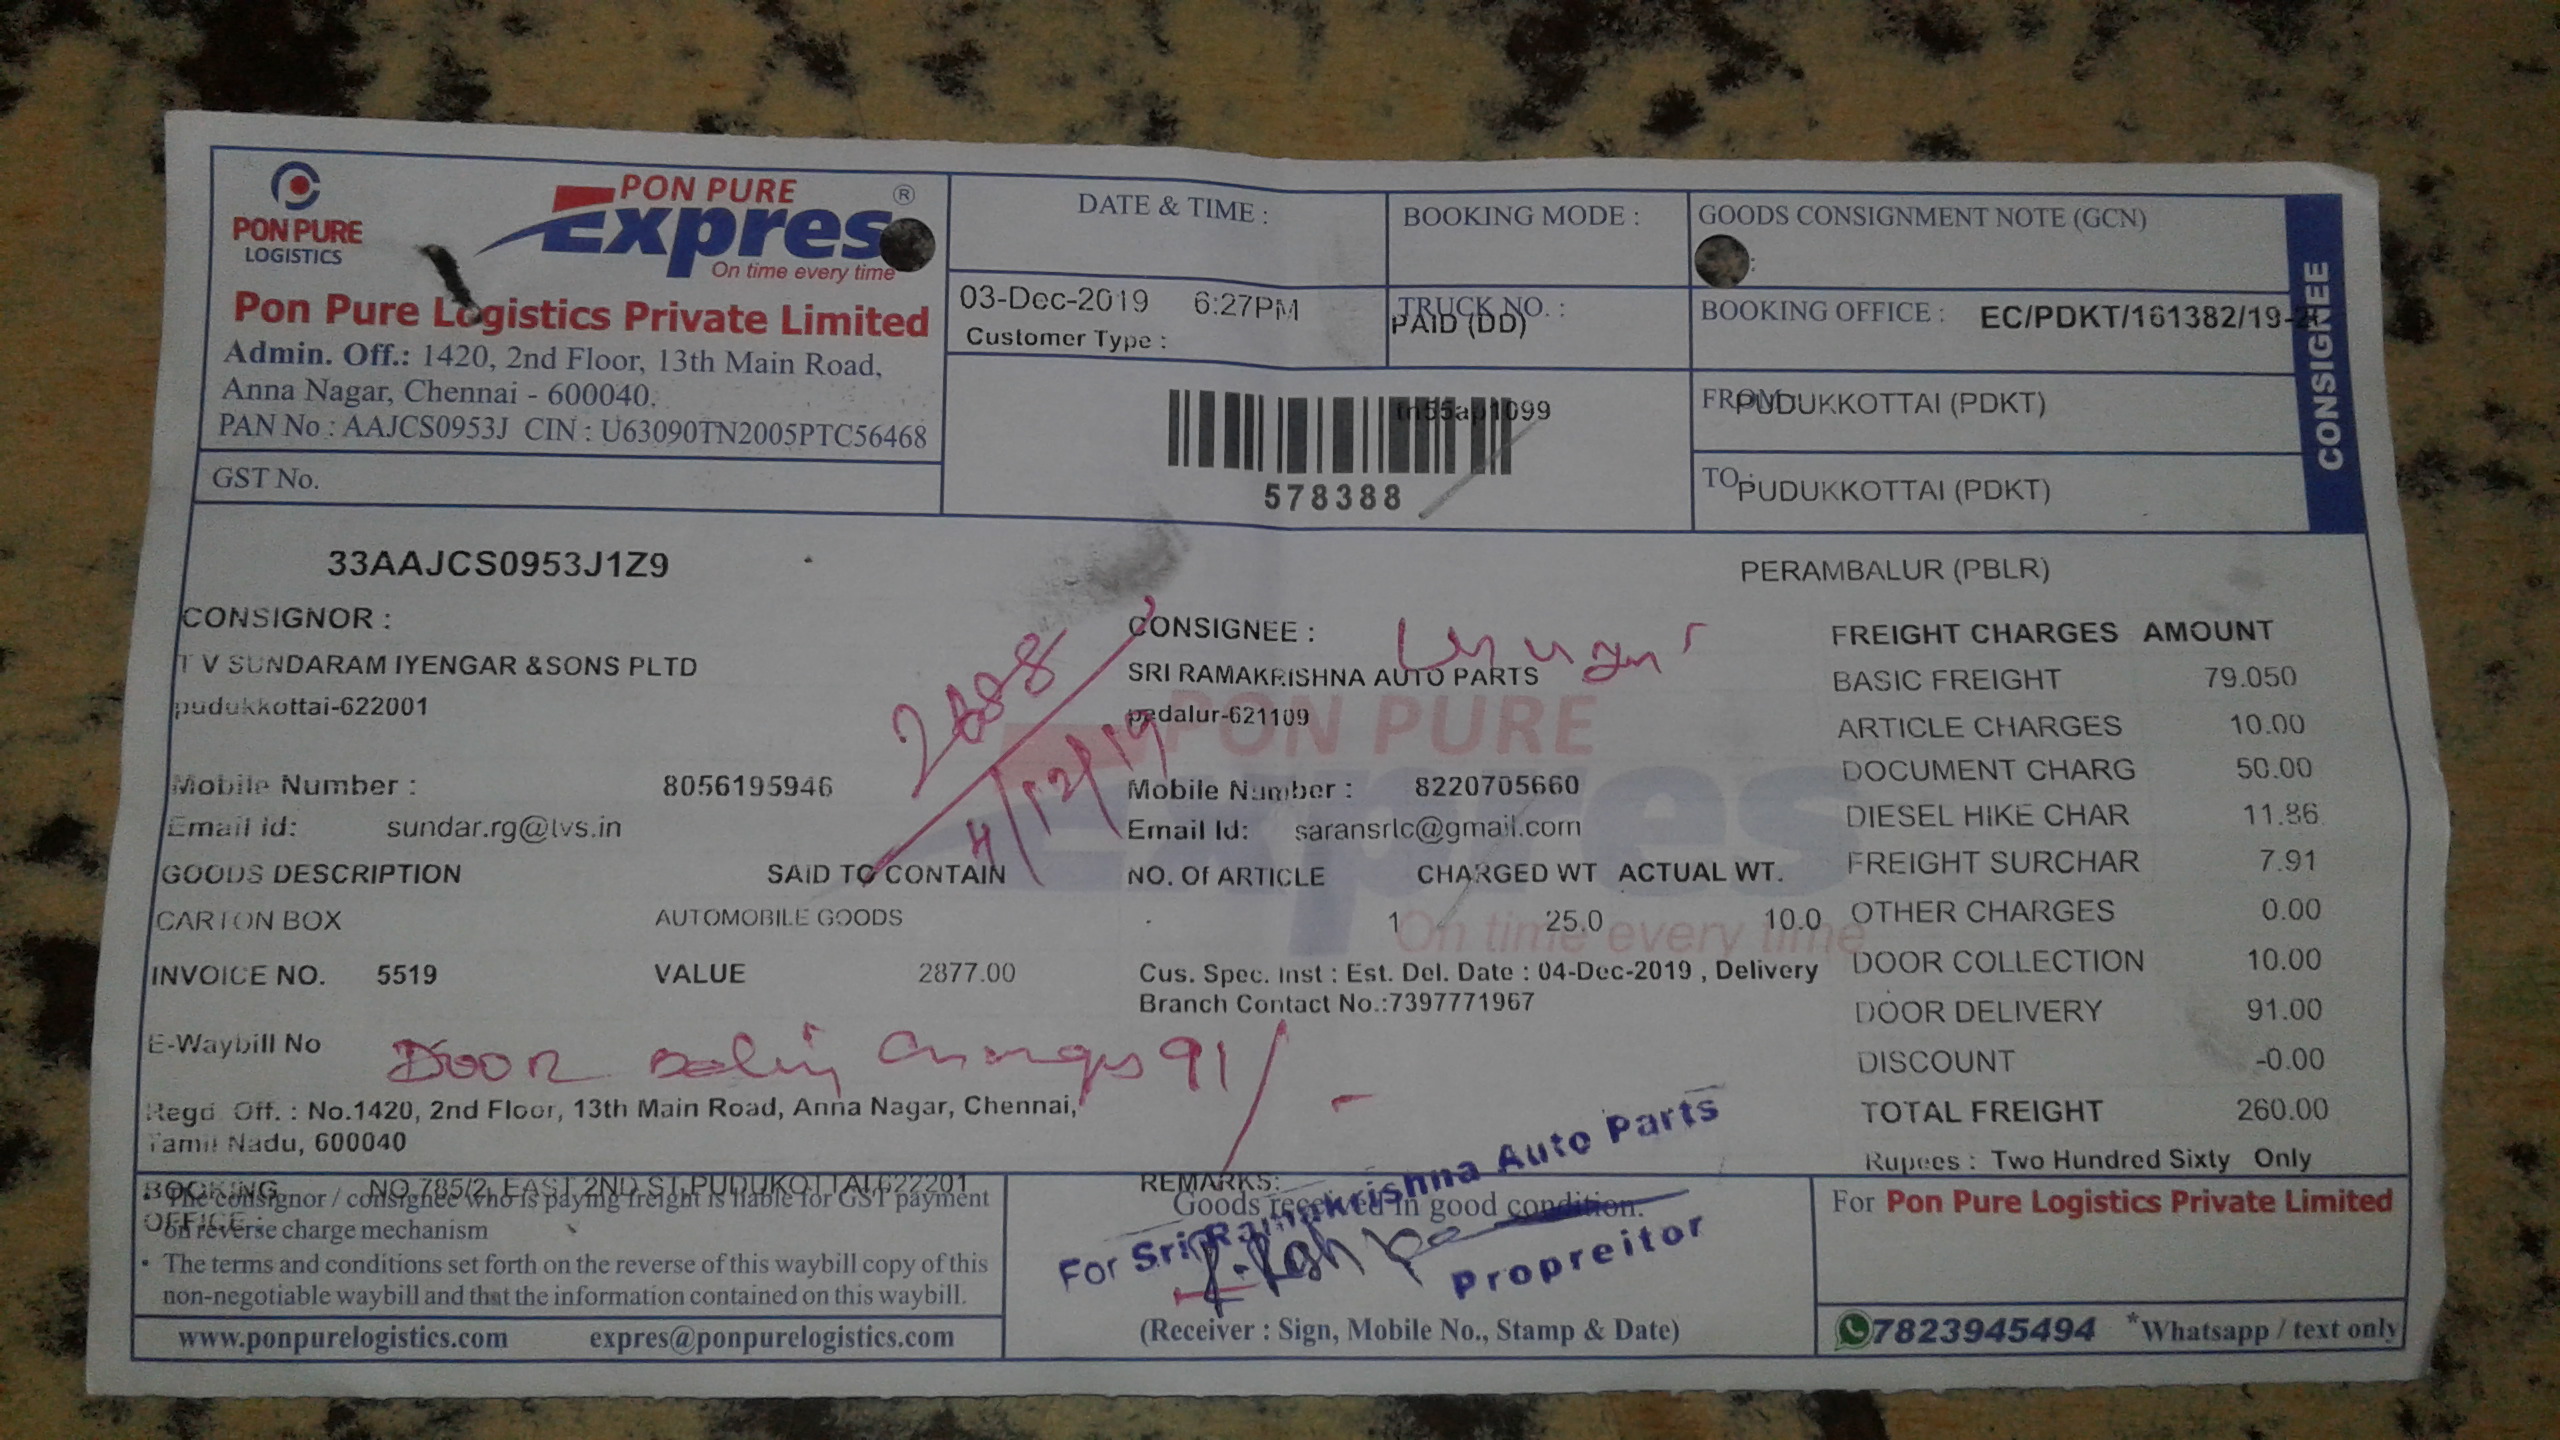 PON PURE
LOGISTICS
PON PURE
Expres ®
On time every time
Pon Pure Logistics Private Limited
Admin. Off.: 1420, 2nd Floor, 13th Main Road,
Anna Nagar, Chennai - 600040.
PAN No : AAJCS0953J CIN : U63090TN2005PTC56468
GST No.
DATE & TIME :
03-Dec-2019 6:27PM
Customer Type :
BOOKING MODE :
TRUCK NO. :
PAID (DD)
GOODS CONSIGNMENT NOTE (GCN)
:
BOOKING OFFICE : EC/PDKT/161382/19-
FROM: PUDUKKOTTAI (PDKT)
TO: PUDUKKOTTAI (PDKT)
CONSIGNEE
tn55ap1099
578388
33AAJCS0953J1Z9
PERAMBALUR (PBLR)
CONSIGNOR :
T V SUNDARAM IYENGAR &SONS PLTD
pudukkottai-622001
Mobile Number : 8056195946
Email id: sundar.rg@tvs.in
4/12/19
CONSIGNEE :
SRI RAMAKRISHNA AUTO PARTS
padalur-621109
Mobile Number : 8220705660
Email Id: saransrlc@gmail.com
PON PURE
Expres
On time every time
GOODS DESCRIPTION SAID TO CONTAIN NO. Of ARTICLE CHARGED WT ACTUAL WT.
CARTON BOX AUTOMOBILE GOODS 1 25.0 10.0
INVOICE NO. 5519 VALUE 2877.00
Cus. Spec. Inst : Est. Del. Date : 04-Dec-2019 , Delivery
Branch Contact No.:7397771967
E-Waybill No
Door 91/-
Regd. Off. : No.1420, 2nd Floor, 13th Main Road, Anna Nagar, Chennai,
Tamil Nadu, 600040
FREIGHT CHARGES AMOUNT
BASIC FREIGHT 79.050
ARTICLE CHARGES 10.00
DOCUMENT CHARG 50.00
DIESEL HIKE CHAR 11.86
FREIGHT SURCHAR 7.91
OTHER CHARGES 0.00
DOOR COLLECTION 10.00
DOOR DELIVERY 91.00
DISCOUNT -0.00
TOTAL FREIGHT 260.00
Rupees : Two Hundred Sixty Only
BOOKING NO.785/2, EAST 2ND ST,PUDUKOTTAI 622201
OFFICE :
• The consignor / consignee who is paying freight is liable for GST payment
on reverse charge mechanism
• The terms and conditions set forth on the reverse of this waybill copy of this
non-negotiable waybill and that the information contained on this waybill.
www.ponpurelogistics.com expres@ponpurelogistics.com
REMARKS:
Goods received in good condition.
For Sri Ramakrishna Auto Parts
Propreitor
(Receiver : Sign, Mobile No., Stamp & Date)
For Pon Pure Logistics Private Limited
7823945494 *Whatsapp / text only